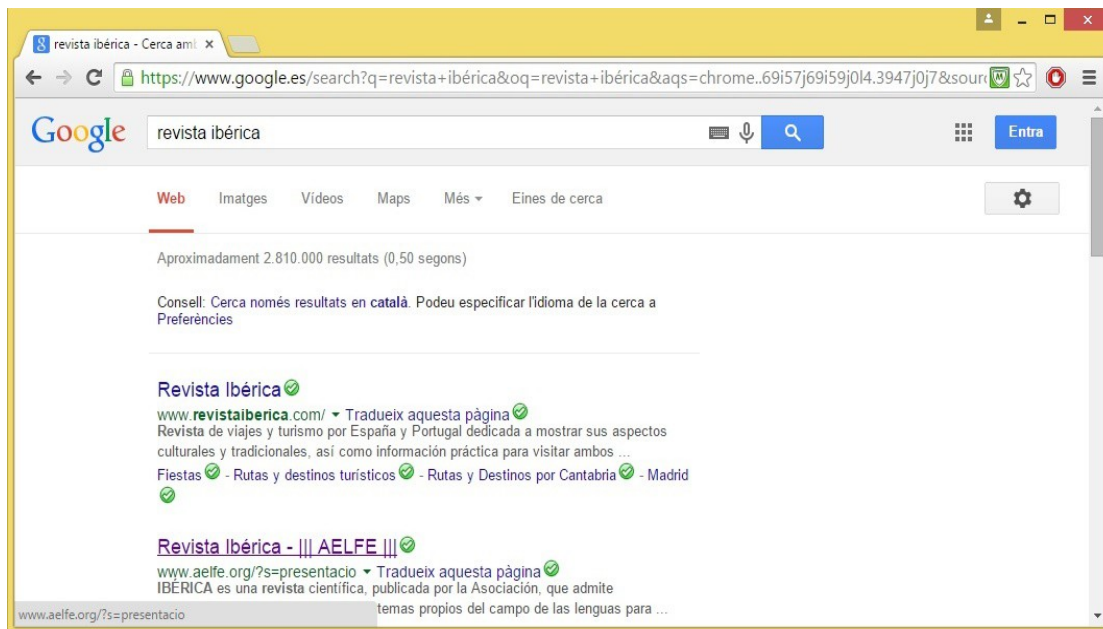 revista ibérica - Cerca amb
https://www.google.es/search?q=revista+ibérica&oq=revista+ibérica&aqs=chrome..69i57j69i59j0l4.3947j0j7&sourc
Google revista ibérica Entra
Web Imatges Vídeos Maps Més Eines de cerca
Aproximadament 2.810.000 resultats (0,50 segons)
Consell: Cerca només resultats en català. Podeu especificar l'idioma de la cerca a
Preferències
Revista Ibérica
www.revistaiberica.com/ Tradueix aquesta pàgina
Revista de viajes y turismo por España y Portugal dedicada a mostrar sus aspectos
culturales y tradicionales, así como información práctica para visitar ambos ...
Fiestas - Rutas y destinos turísticos - Rutas y Destinos por Cantabria - Madrid
Revista Ibérica - ||| AELFE |||
www.aelfe.org/?s=presentacio Tradueix aquesta pàgina
IBÉRICA es una revista científica, publicada por la Asociación, que admite
temas propios del campo de las lenguas para ...
www.aelfe.org/?s=presentacio